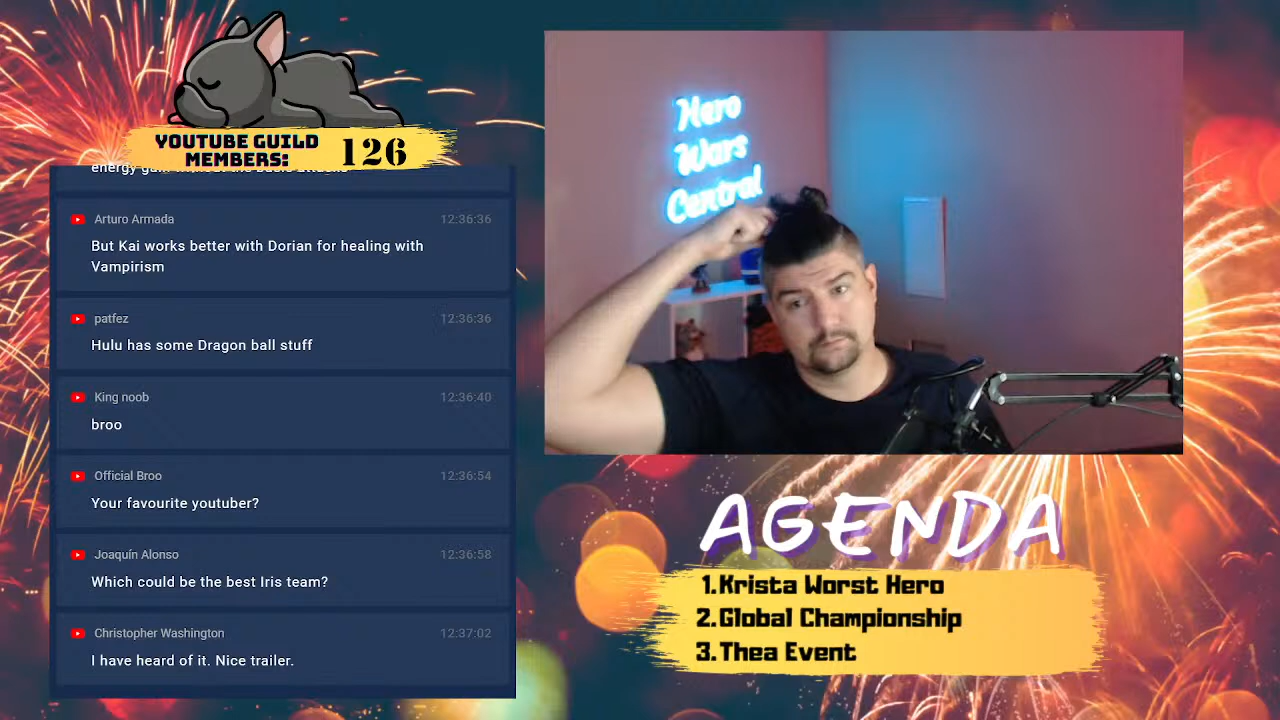 YOUTUBE GUILD
MEMBERS:
126
Arturo Armada
12:36:36
But Kai works better with Dorian for healing with
Vampirism
patfez
12:36:36
Hulu has some Dragon ball stuff
King noob
12:36:40
broo
Official Broo
12:36:54
Your favourite youtuber?
Joaquín Alonso
12:36:58
Which could be the best Iris team?
Christopher Washington
12:37:02
I have heard of it. Nice trailer.
Hero
Wars
Central
AGENDA
1.Krista Worst Hero
2.Global Championship
3.Thea Event